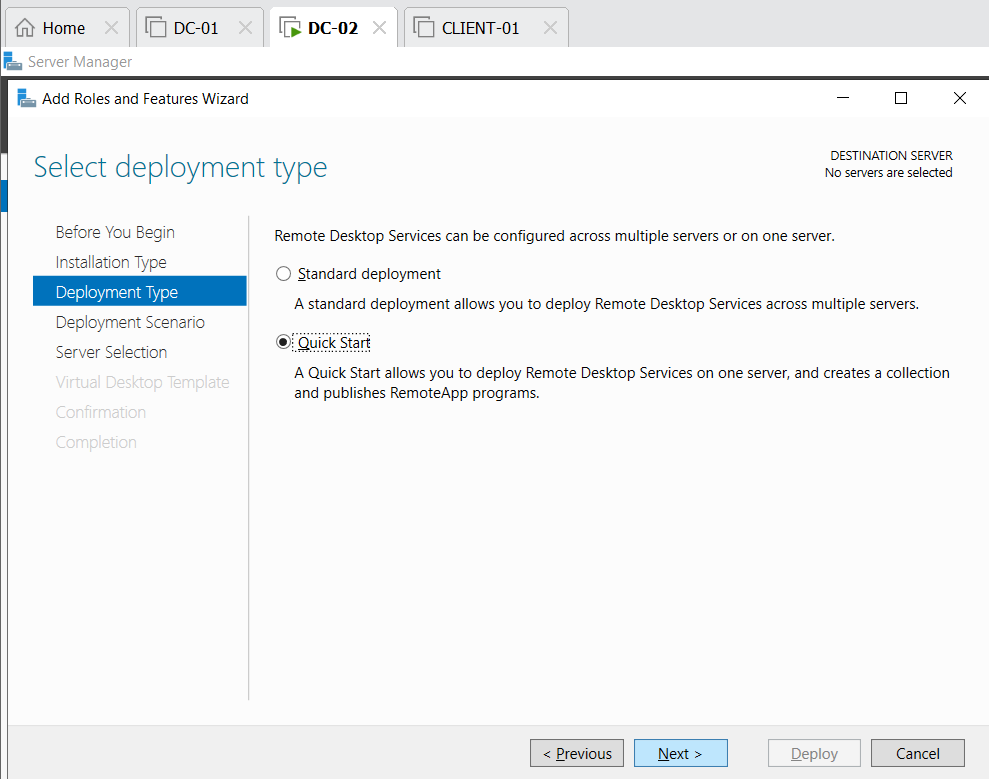 Home
DC-01
DC-02
CLIENT-01
Server Manager
Add Roles and Features Wizard
Select deployment type
DESTINATION SERVER
No servers are selected
Before You Begin
Installation Type
Deployment Type
Deployment Scenario
Server Selection
Virtual Desktop Template
Confirmation
Completion
Remote Desktop Services can be configured across multiple servers or on one server.
Standard deployment
A standard deployment allows you to deploy Remote Desktop Services across multiple servers.
Quick Start
A Quick Start allows you to deploy Remote Desktop Services on one server, and creates a collection
and publishes RemoteApp programs.
< Previous
Next >
Deploy
Cancel